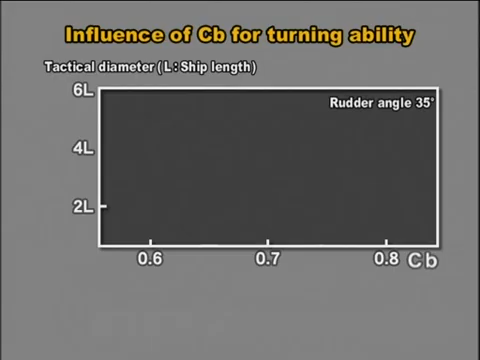 Influence of Cb for turning ability
Tactical diameter ( L : Ship length)
6L
Rudder angle 35°
4L
2L
0.6 0.7 0.8 Cb